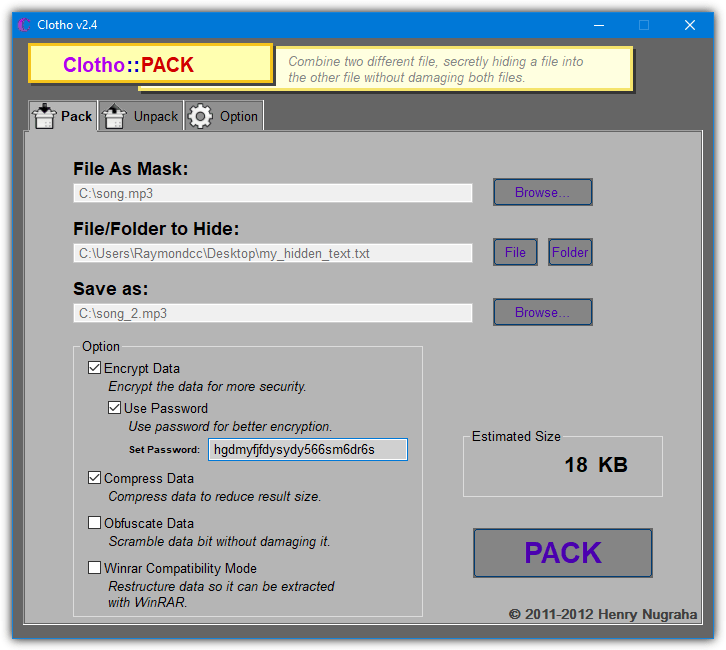 Clotho v2.4
Clotho::PACK
Combine two different file, secretly hiding a file into
the other file without damaging both files.
Pack
Unpack
Option
File As Mask:
C:\song.mp3
Browse...
File/Folder to Hide:
C:\Users\Raymondcc\Desktop\my_hidden_text.txt
File
Folder
Save as:
C:\song_2.mp3
Browse...
Option
Encrypt Data
Encrypt the data for more security.
Use Password
Use password for better encryption.
Set Password:
hgdmyfjfdysydy566sm6dr6s
Compress Data
Compress data to reduce result size.
Obfuscate Data
Scramble data bit without damaging it.
Winrar Compatibility Mode
Restructure data so it can be extracted
with WinRAR.
Estimated Size
18 KB
PACK
© 2011-2012 Henry Nugraha